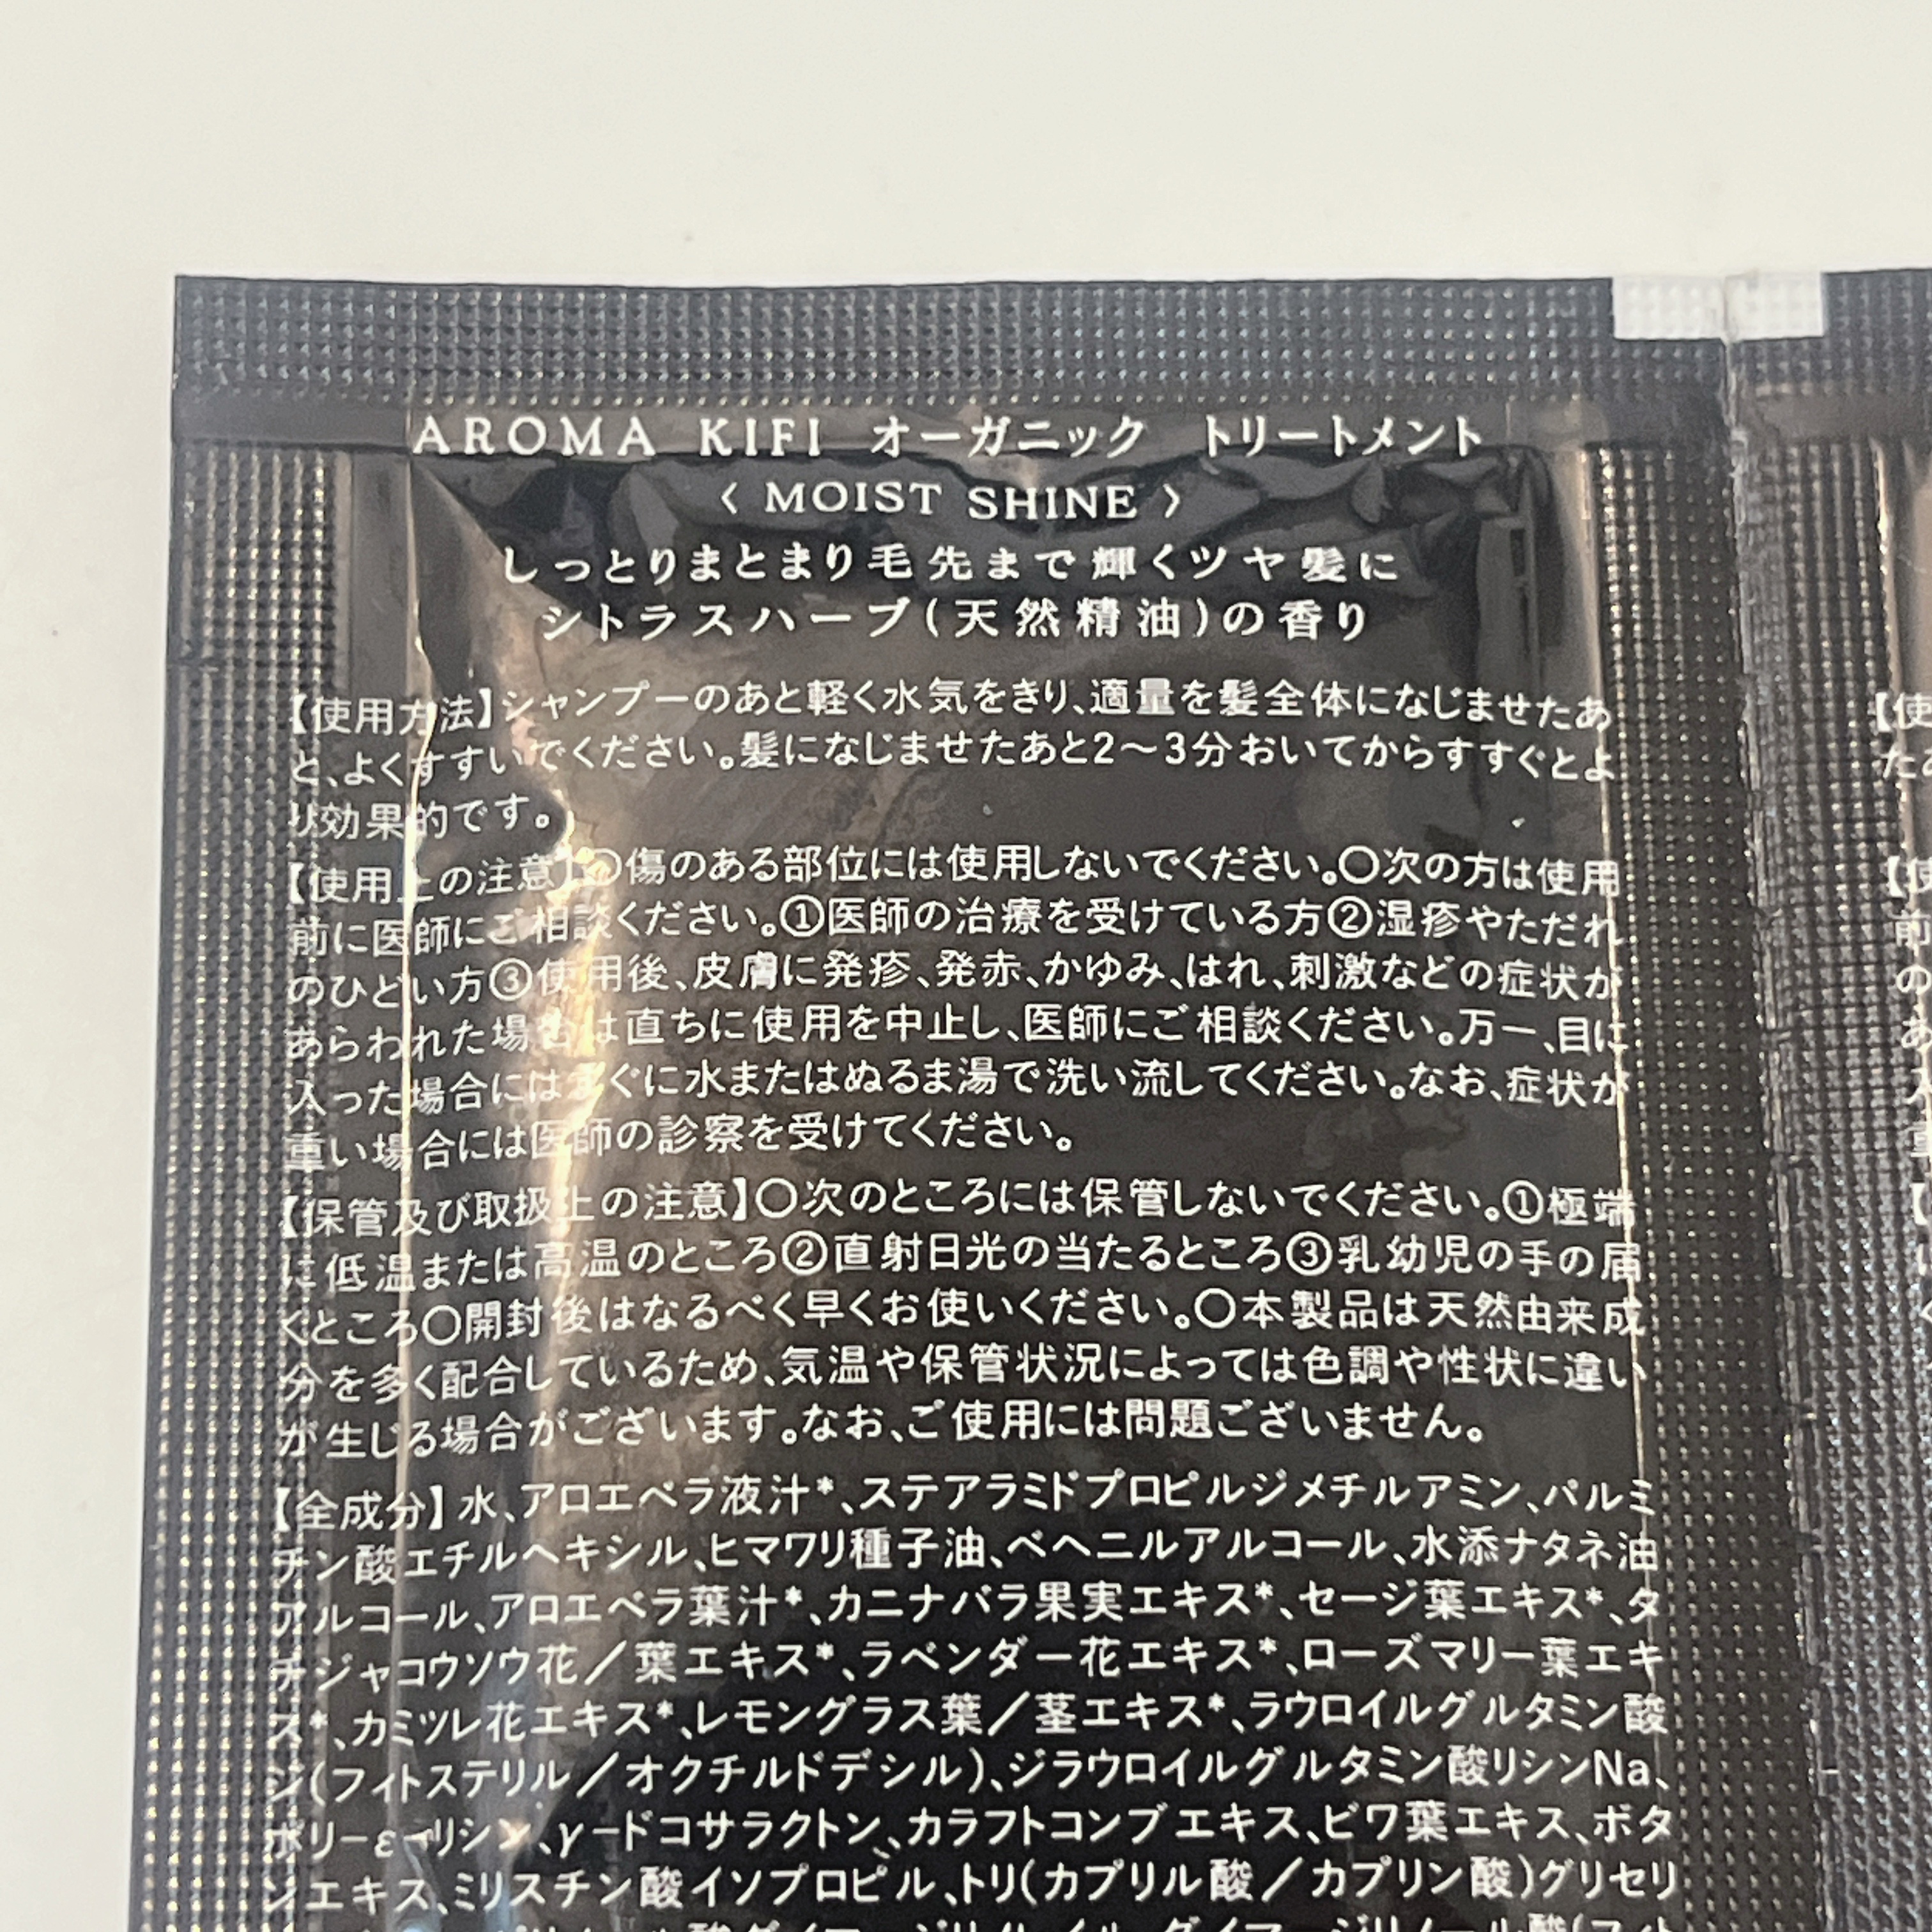 AROMA KIFI オーガニック トリートメント
〈 MOIST SHINE 〉
しっとりまとまり毛先まで輝くツヤ髪に
シトラスハーブ(天然精油)の香り
【使用方法】シャンプーのあと軽く水気をきり、適量を髪全体になじませたあ
と、よくすすいでください。髪になじませたあと2〜3分おいてからすすぐとよ
り効果的です。
【使用上の注意】〇傷のある部位には使用しないでください。〇次の方は使用
前に医師にご相談ください。①医師の治療を受けている方②湿疹やただれ
のひどい方③使用後、皮膚に発疹、発赤、かゆみ、はれ、刺激などの症状が
あらわれた場合は直ちに使用を中止し、医師にご相談ください。万一、目に
入った場合にはすぐに水またはぬるま湯で洗い流してください。なお、症状が
重い場合には医師の診察を受けてください。
【保管及び取扱上の注意】〇次のところには保管しないでください。①極端
に低温または高温のところ②直射日光の当たるところ③乳幼児の手の届
くところ〇開封後はなるべく早くお使いください。〇本製品は天然由来成
分を多く配合しているため、気温や保管状況によっては色調や性状に違い
が生じる場合がございます。なお、ご使用には問題ございません。
【全成分】水、アロエベラ液汁*、ステアラミドプロピルジメチルアミン、パルミ
チン酸エチルヘキシル、ヒマワリ種子油、ベヘニルアルコール、水添ナタネ油
アルコール、アロエベラ葉汁*、カニナバラ果実エキス*、セージ葉エキス*、タ
チジャコウソウ花／葉エキス*、ラベンダー花エキス*、ローズマリー葉エキ
ス*、カミツレ花エキス*、レモングラス葉／茎エキス*、ラウロイルグルタミン酸
ジ(フィトステリル／オクチルドデシル)、ジラウロイルグルタミン酸リシンNa、
ポリ-ε-リシン、γ-ドコサラクトン、カラフトコンブエキス、ビワ葉エキス、ボタ
ンエキス、ミリスチン酸イソプロピル、トリ(カプリル酸／カプリン酸)グリセリ